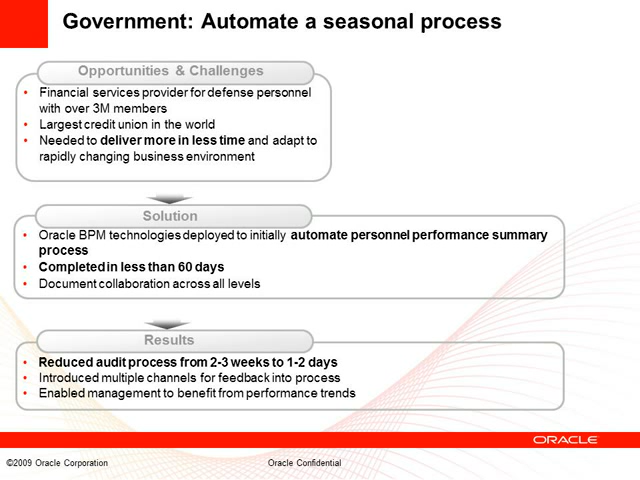 Government: Automate a seasonal process
Opportunities & Challenges
• Financial services provider for defense personnel
with over 3M members
• Largest credit union in the world
• Needed to deliver more in less time and adapt to
rapidly changing business environment
Solution
• Oracle BPM technologies deployed to initially automate personnel performance summary
process
• Completed in less than 60 days
• Document collaboration across all levels
Results
• Reduced audit process from 2-3 weeks to 1-2 days
• Introduced multiple channels for feedback into process
• Enabled management to benefit from performance trends
ORACLE
©2009 Oracle Corporation
Oracle Confidential